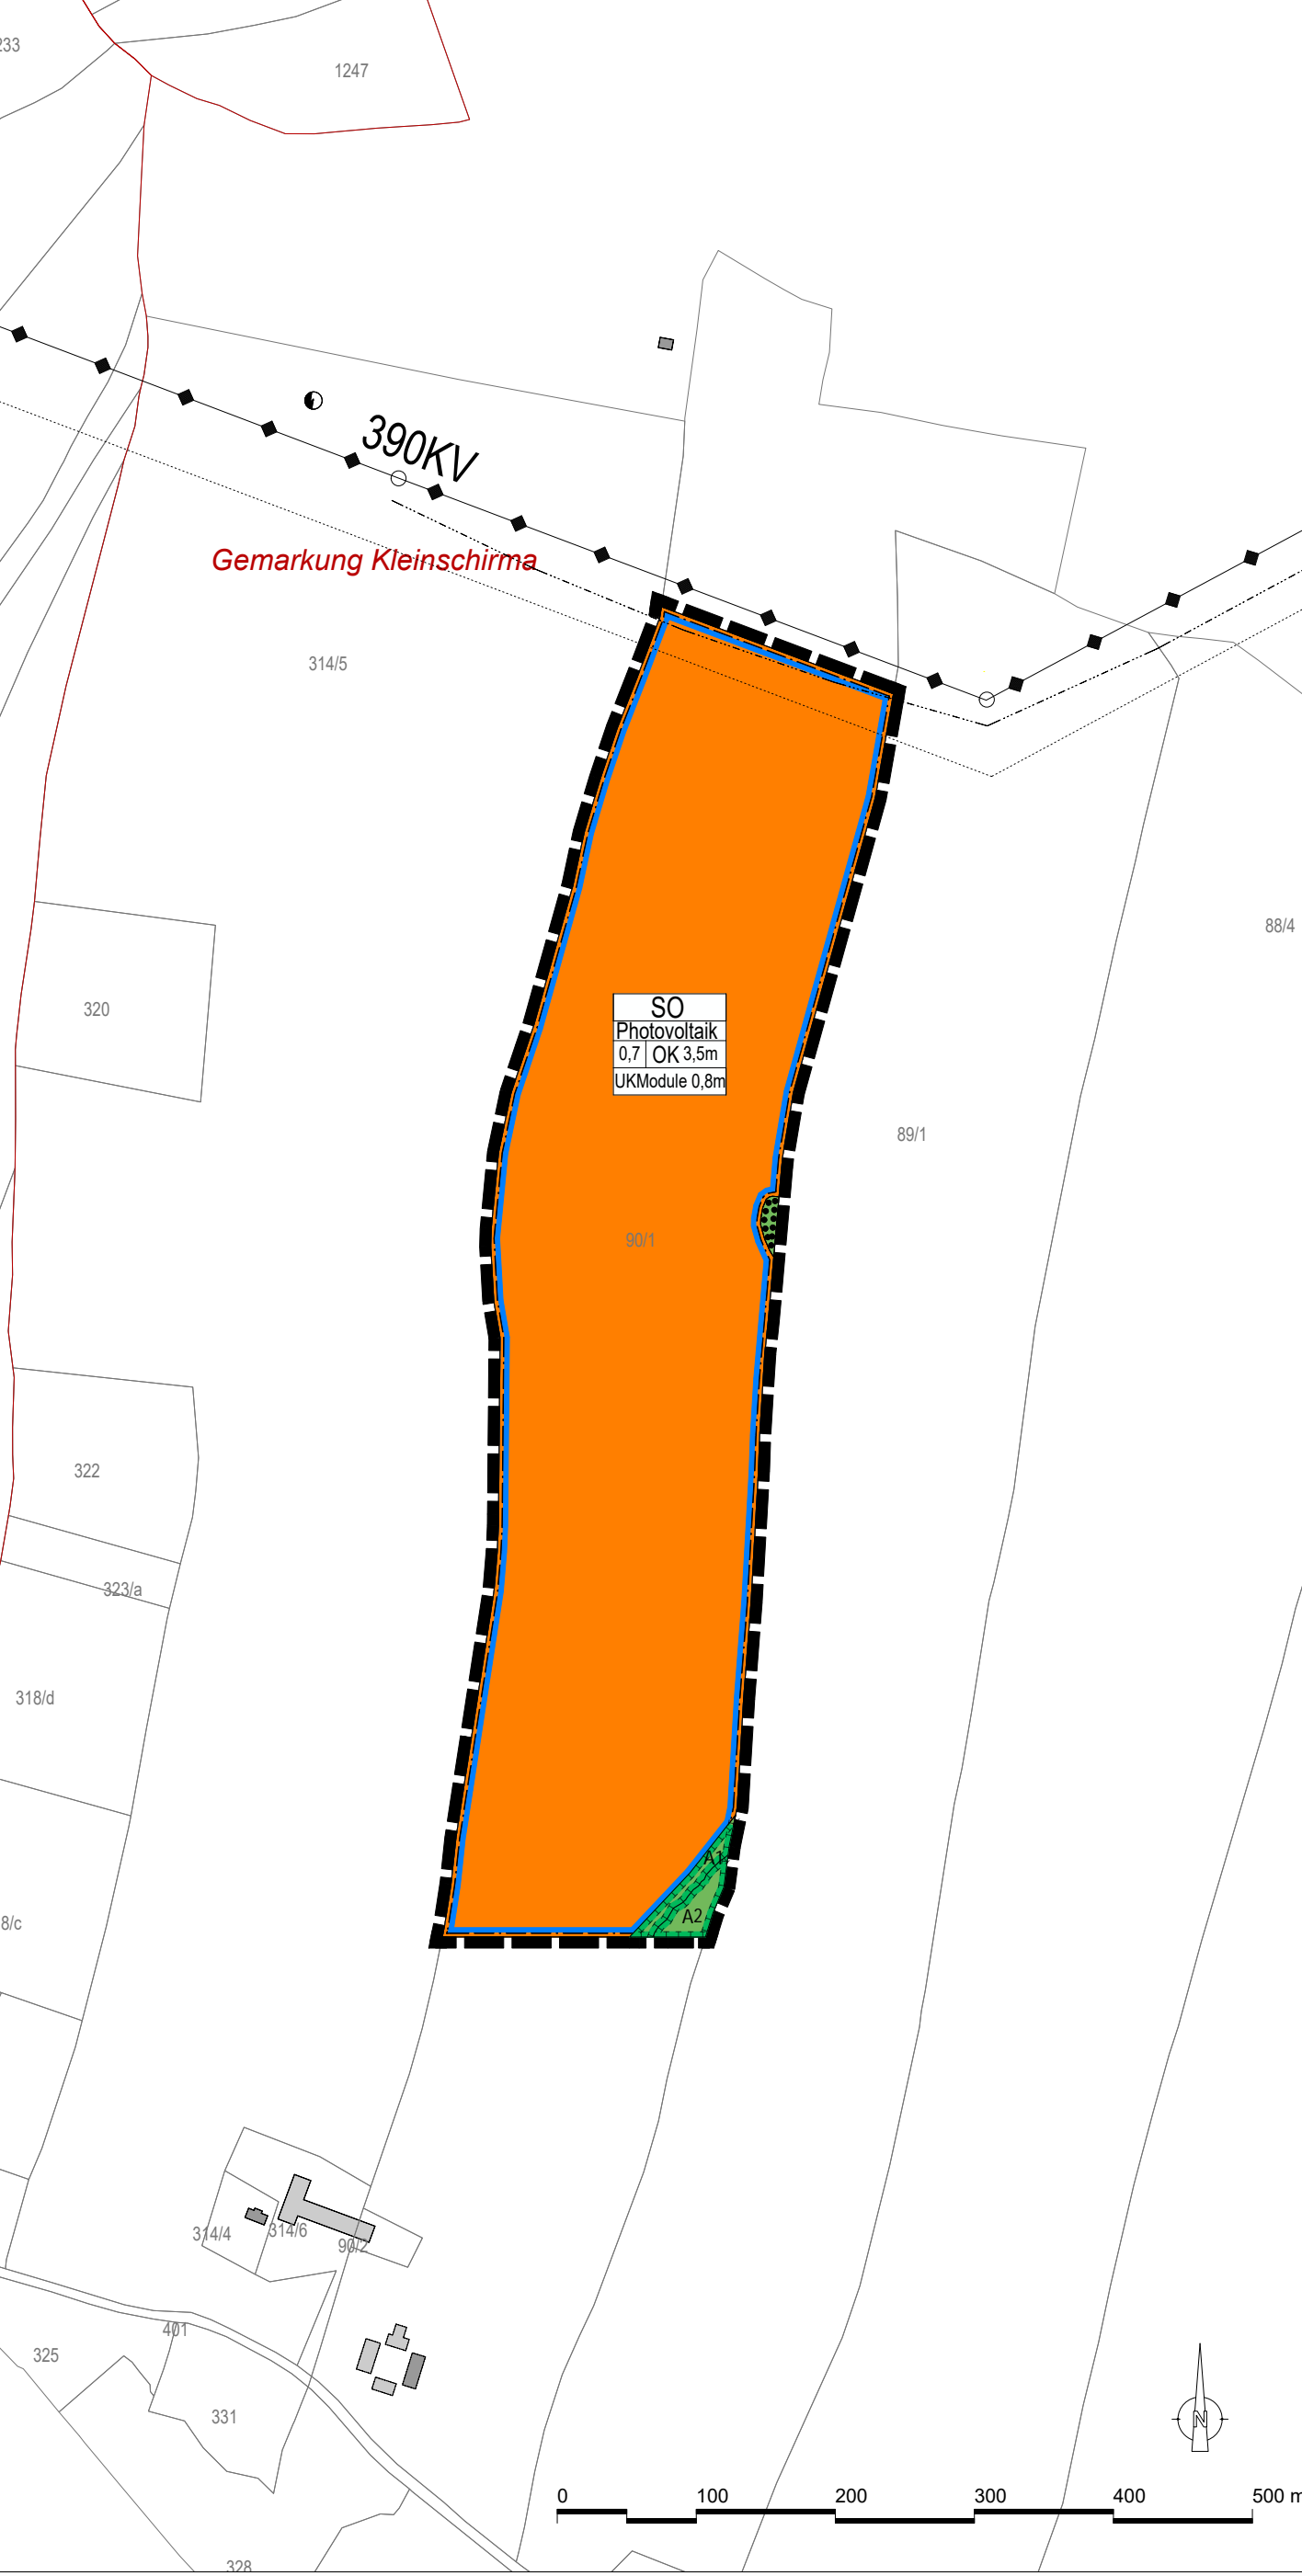 233
1247
390KV
Gemarkung Kleinschirma
314/5
88/4
320
SO
Photovoltaik
0,7 OK 3,5m
UKModule 0,8m
89/1
90/1
322
323/a
318/d
A1
A2
8/c
314/4
314/6
90/2
401
325
331
N
0 100 200 300 400 500 m
328